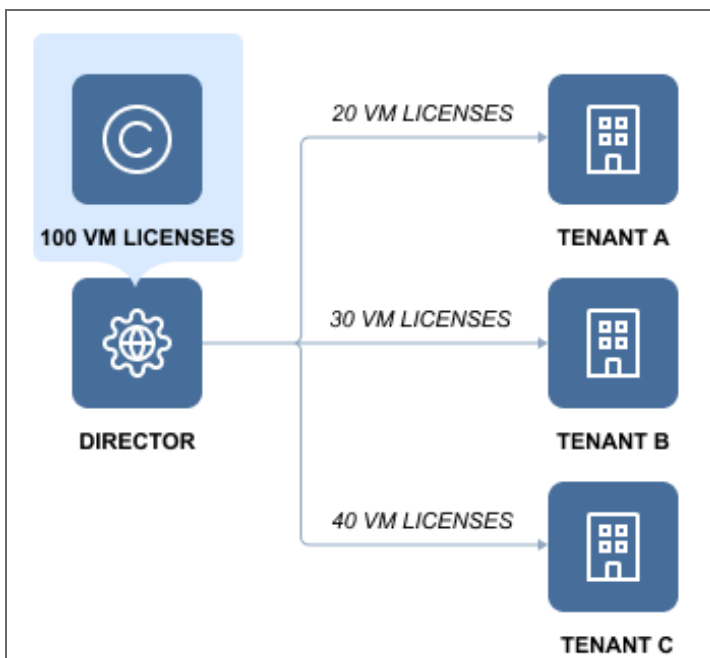 20 VM LICENSES
100 VM LICENSES
TENANT A
30 VM LICENSES
DIRECTOR
TENANT B
40 VM LICENSES
TENANT C